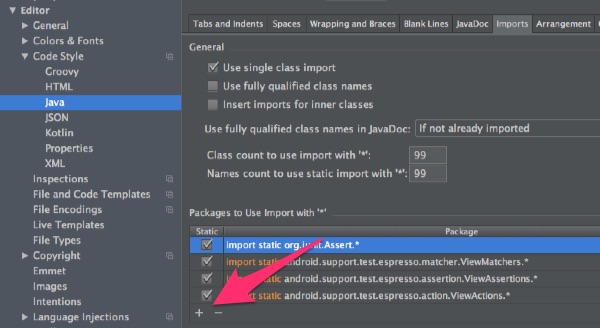 Editor
General
Colors & Fonts
Code Style
Groovy
HTML
Java
JSON
Kotlin
Properties
XML
Inspections
File and Code Templates
File Encodings
Live Templates
File Types
Copyright
Emmet
Images
Intentions
Language Injections
Tabs and Indents Spaces Wrapping and Braces Blank Lines JavaDoc Imports Arrangement
General
Use single class import
Use fully qualified class names
Insert imports for inner classes
Use fully qualified class names in JavaDoc: If not already imported
Class count to use import with '*': 99
Names count to use static import with '*': 99
Packages to Use Import with '*'
Static Package
import static org.junit.Assert.*
import static android.support.test.espresso.matcher.ViewMatchers.*
import static android.support.test.espresso.assertion.ViewAssertions.*
static android.support.test.espresso.action.ViewActions.*
+ −